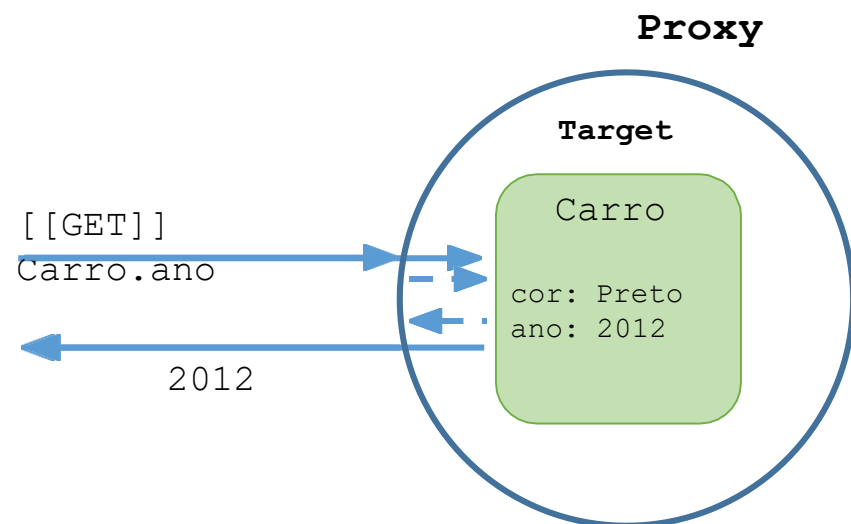 Proxy
Target
Carro
[[GET]]
Carro.ano
cor: Preto
ano: 2012
2012